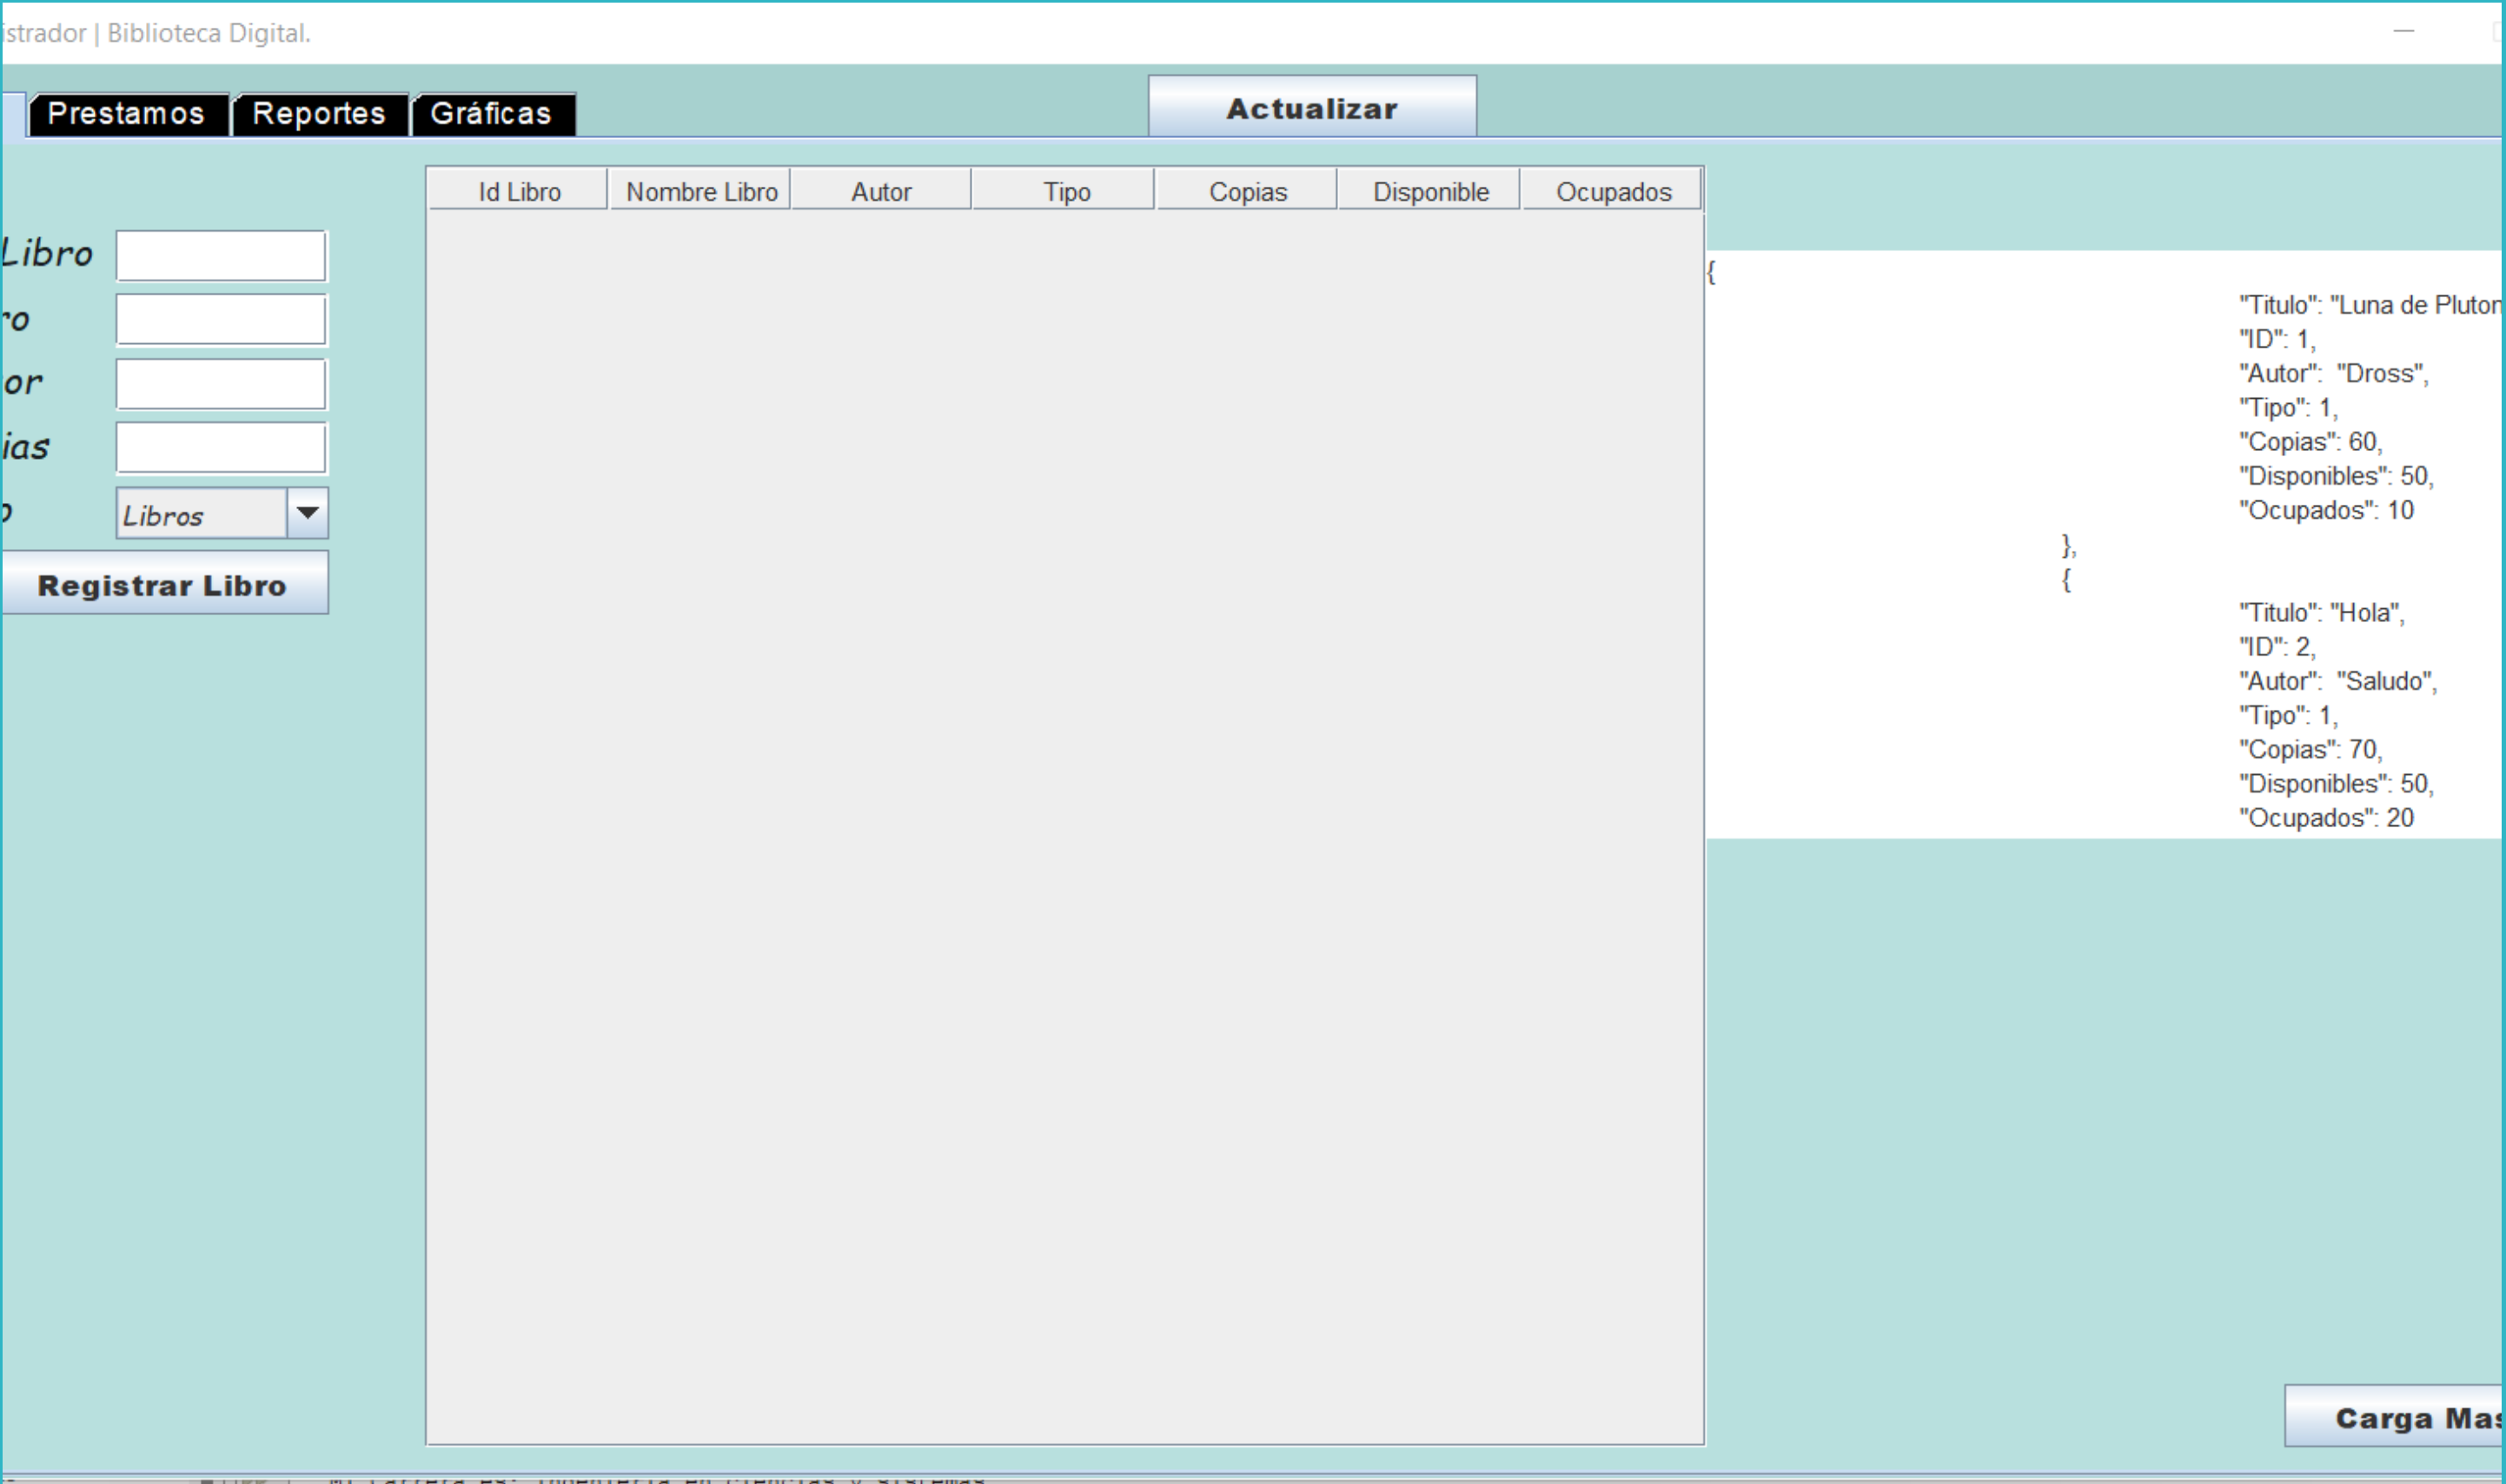 istrador | Biblioteca Digital.
Prestamos Reportes Gráficas Actualizar
Id Libro Nombre Libro Autor Tipo Copias Disponible Ocupados
Libro
ro
or
ias
o
Libros
Registrar Libro
{
"Titulo": "Luna de Pluton
"ID": 1,
"Autor":  "Dross",
"Tipo": 1,
"Copias": 60,
"Disponibles": 50,
"Ocupados": 10
},
{
"Titulo": "Hola",
"ID": 2,
"Autor":  "Saludo",
"Tipo": 1,
"Copias": 70,
"Disponibles": 50,
"Ocupados": 20
Carga Mas